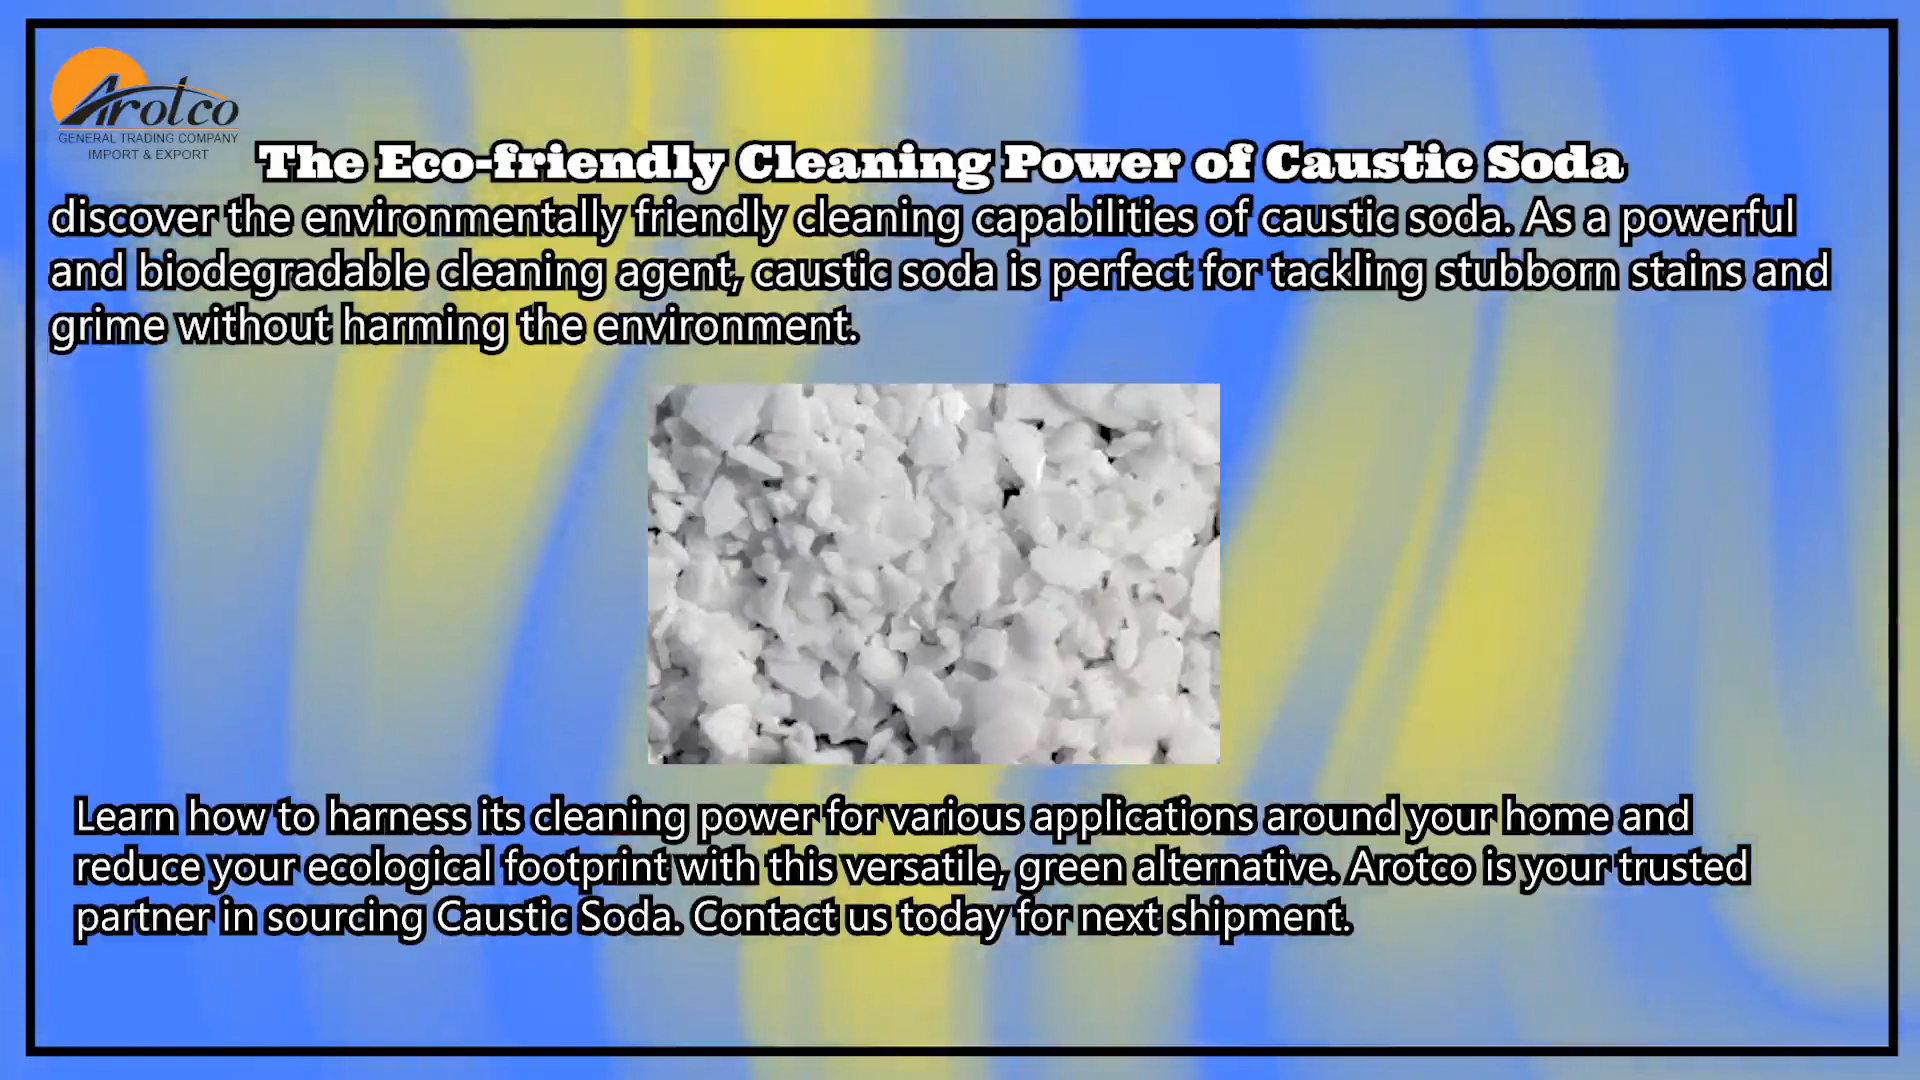 Arotco
GENERAL TRADING COMPANY
IMPORT & EXPORT
The Eco-friendly Cleaning Power of Caustic Soda
discover the environmentally friendly cleaning capabilities of caustic soda. As a powerful
and biodegradable cleaning agent, caustic soda is perfect for tackling stubborn stains and
grime without harming the environment.
Learn how to harness its cleaning power for various applications around your home and
reduce your ecological footprint with this versatile, green alternative. Arotco is your trusted
partner in sourcing Caustic Soda. Contact us today for next shipment.